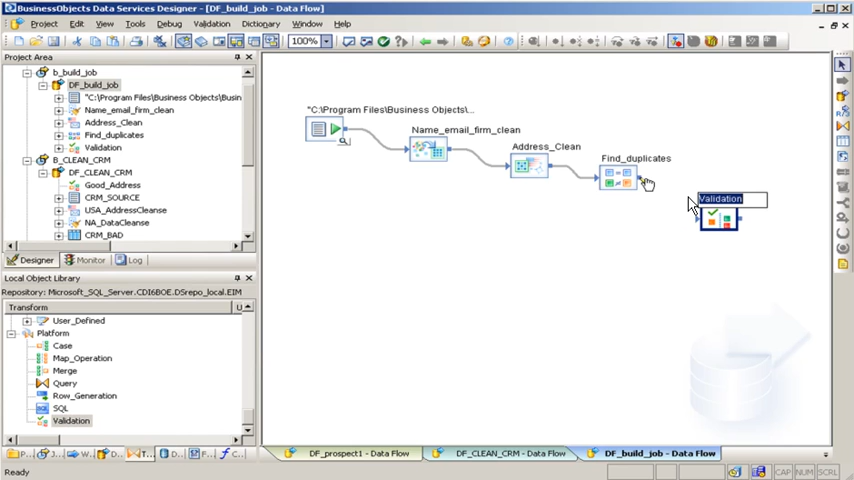 BusinessObjects Data Services Designer - [DF_build_job - Data Flow]
Project Edit View Tools Debug Validation Dictionary Window Help
100%
Project Area
b_build_job
DF_build_job
"C:\Program Files\Business Objects\Busin
Name_email_firm_clean
Address_Clean
Find_duplicates
Validation
B_CLEAN_CRM
DF_CLEAN_CRM
Good_Address
CRM_SOURCE
USA_AddressCleanse
NA_DataCleanse
CRM_BAD
Designer Monitor Log
Local Object Library
Repository: Microsoft_SQL_Server.CDI6BOE.DSrepo_local.EIM
Transform
User_Defined
Platform
Case
Map_Operation
Merge
Query
Row_Generation
SQL
Validation
P... J... W... D... T... D... F... C...
"C:\Program Files\Business Objects\...
Name_email_firm_clean
Address_Clean
Find_duplicates
Validation
DF_prospect1 - Data Flow DF_CLEAN_CRM - Data Flow DF_build_job - Data Flow
Ready
CAP NUM SCRL